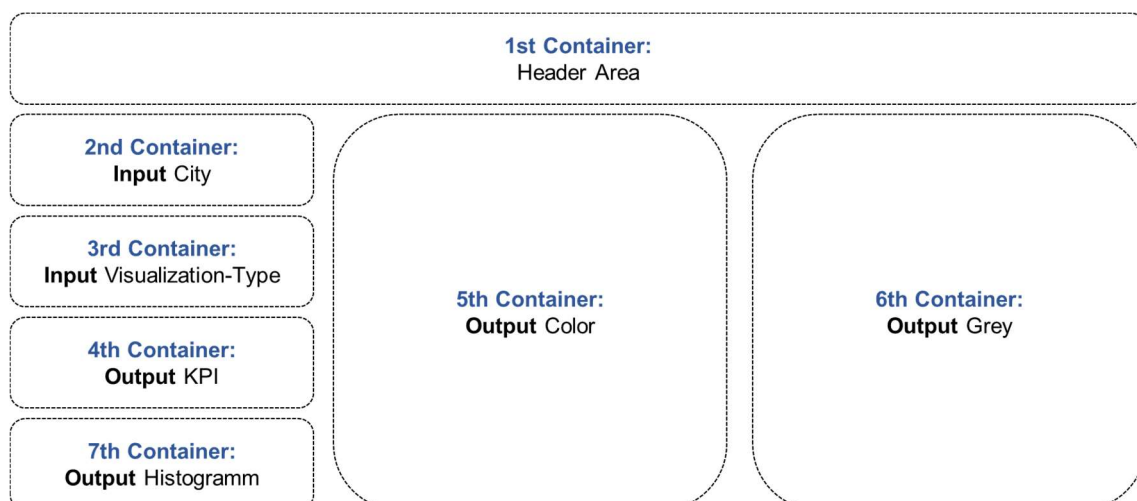 1st Container:
Header Area
2nd Container:
Input City
3rd Container:
Input Visualization-Type
4th Container:
Output KPI
7th Container:
Output Histogramm
5th Container:
Output Color
6th Container:
Output Grey